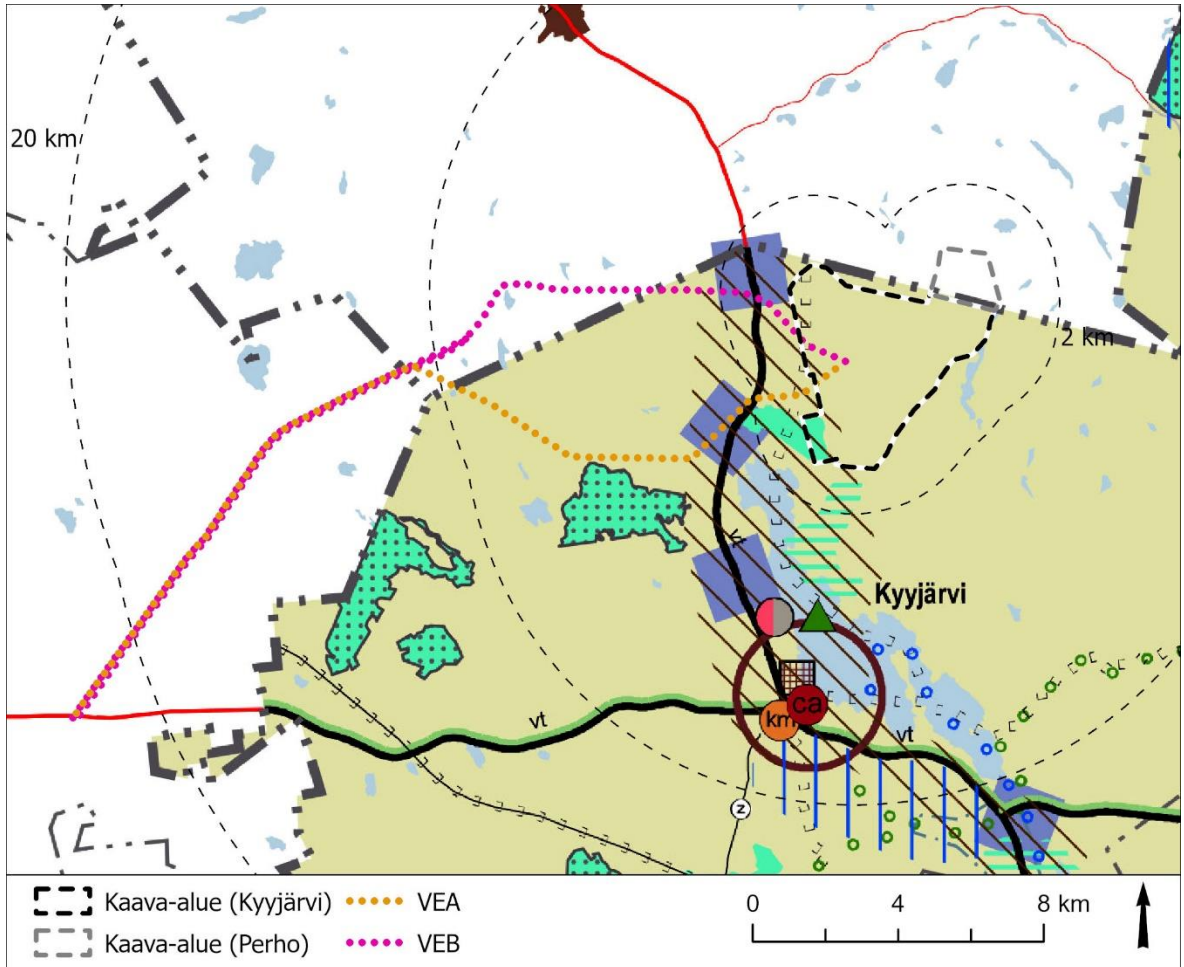 20 km
2 km
vt
Kyyjärvi
ca
km
vt
vt
z
Kaava-alue (Kyyjärvi)
VEA
Kaava-alue (Perho)
VEB
0
4
8 km